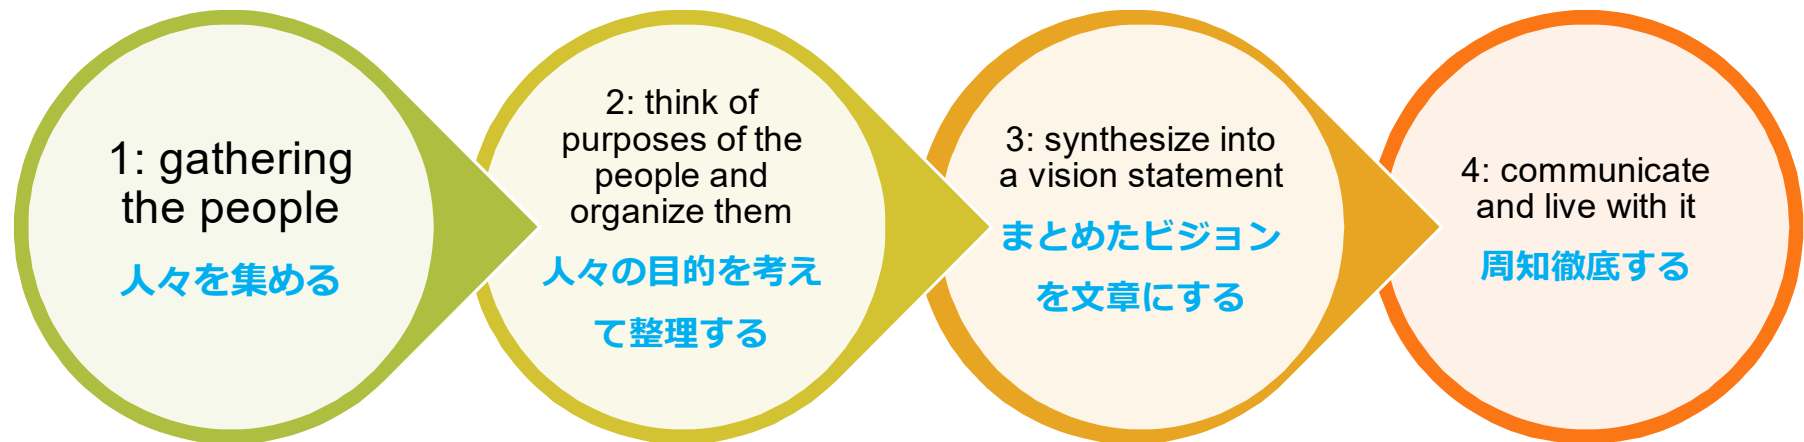 1: gathering
the people
人々を集める
2: think of
purposes of the
people and
organize them
人々の目的を考え
て整理する
3: synthesize into
a vision statement
まとめたビジョン
を文章にする
4: communicate
and live with it
周知徹底する